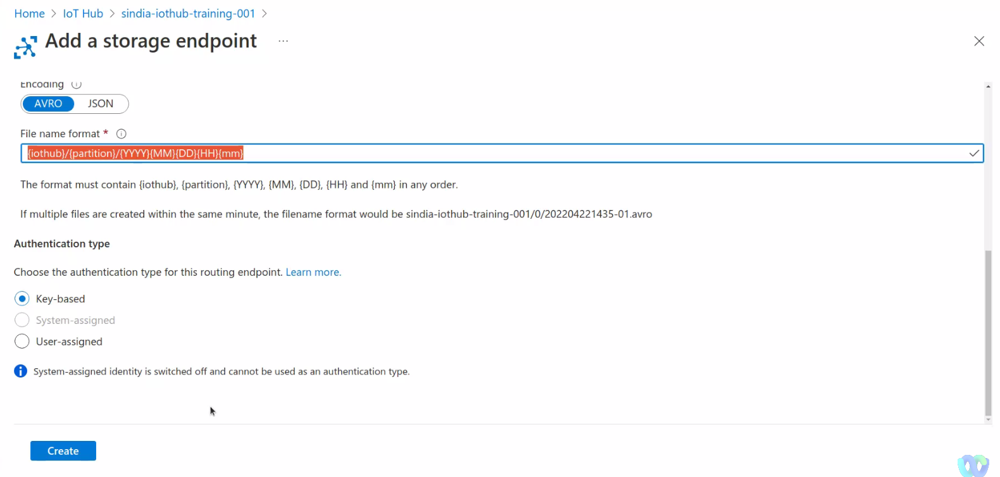 Home > IoT Hub > sindia-iothub-training-001 >
Add a storage endpoint ...
Encoding
AVRO JSON
File name format *
{iothub}/{partition}/{YYYY}{MM}{DD}{HH}{mm}
The format must contain {iothub}, {partition}, {YYYY}, {MM}, {DD}, {HH} and {mm} in any order.
If multiple files are created within the same minute, the filename format would be sindia-iothub-training-001/0/202204221435-01.avro
Authentication type
Choose the authentication type for this routing endpoint. Learn more.
Key-based
System-assigned
User-assigned
System-assigned identity is switched off and cannot be used as an authentication type.
Create